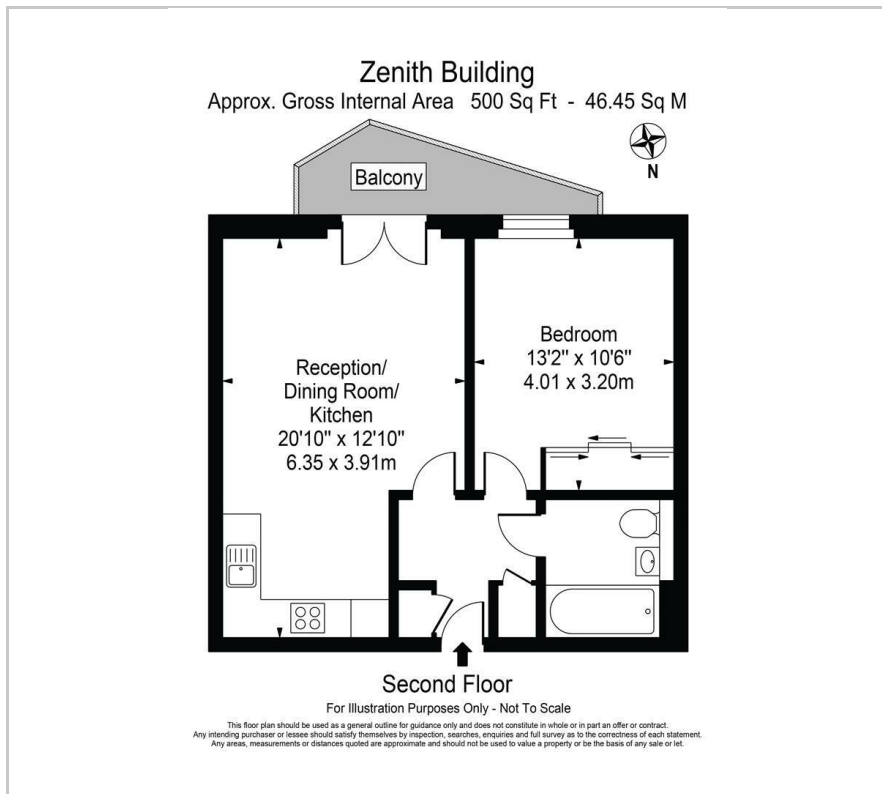 Zenith Building
Approx. Gross Internal Area 500 Sq Ft - 46.45 Sq M
N
Balcony
Bedroom
13'2" x 10'6"
4.01 x 3.20m
Reception/
Dining Room/
Kitchen
20'10" x 12'10"
6.35 x 3.91m
Second Floor
For Illustration Purposes Only - Not To Scale
This floor plan should be used as a general outline for guidance only and does not constitute in whole or in part an offer or contract.
Any intending purchaser or lessee should satisfy themselves by inspection, searches, enquiries and full survey as to the correctness of each statement.
Any areas, measurements or distances quoted are approximate and should not be used to value a property or be the basis of any sale or let.